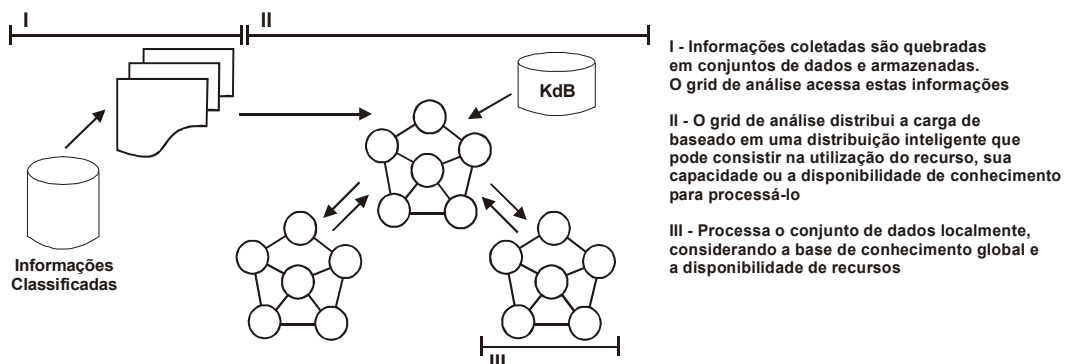 I
II
KdB
Informações
Classificadas
III
I - Informações coletadas são quebradas
em conjuntos de dados e armazenadas.
O grid de análise acessa estas informações
II - O grid de análise distribui a carga de
baseado em uma distribuição inteligente que
pode consistir na utilização do recurso, sua
capacidade ou a disponibilidade de conhecimento
para processá-lo
III - Processa o conjunto de dados localmente,
considerando a base de conhecimento global e
a disponibilidade de recursos